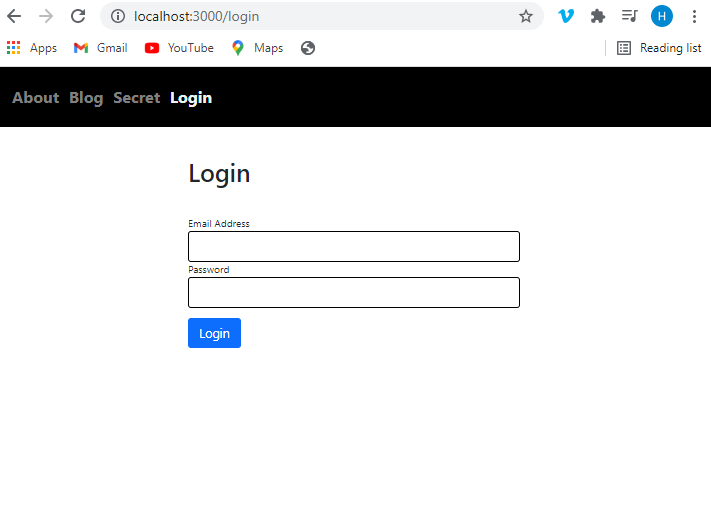 localhost:3000/login
H
Apps Gmail YouTube Maps Reading list
About Blog Secret Login
Login
Email Address
Password
Login